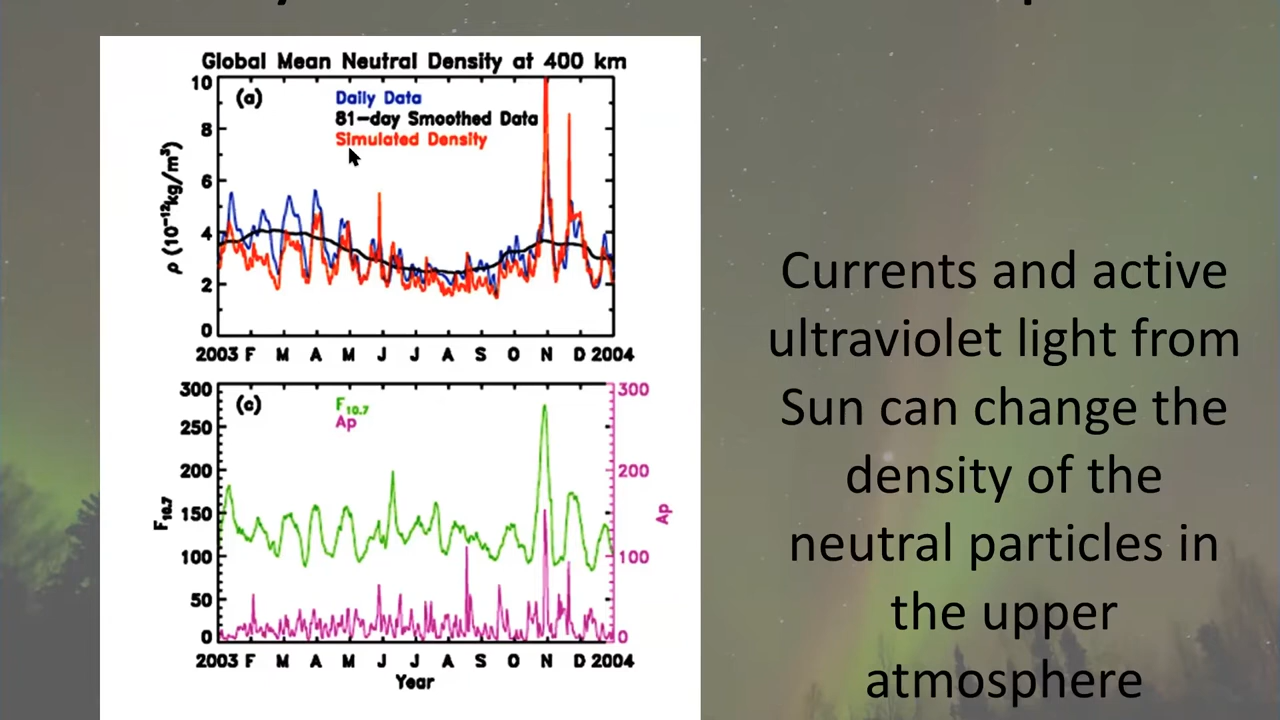 Global Mean Neutral Density at 400 km
(a)
Daily Data
81-day Smoothed Data
Simulated Density
ρ (10⁻¹²kg/m³)
10
8
6
4
2
0
2003 F M A M J J A S O N D 2004
(c)
F₁₀.₇
Ap
F₁₀.₇
300
250
200
150
100
50
0
300
200
100
0
Ap
2003 F M A M J J A S O N D 2004
Year
Currents and active
ultraviolet light from
Sun can change the
density of the
neutral particles in
the upper
atmosphere